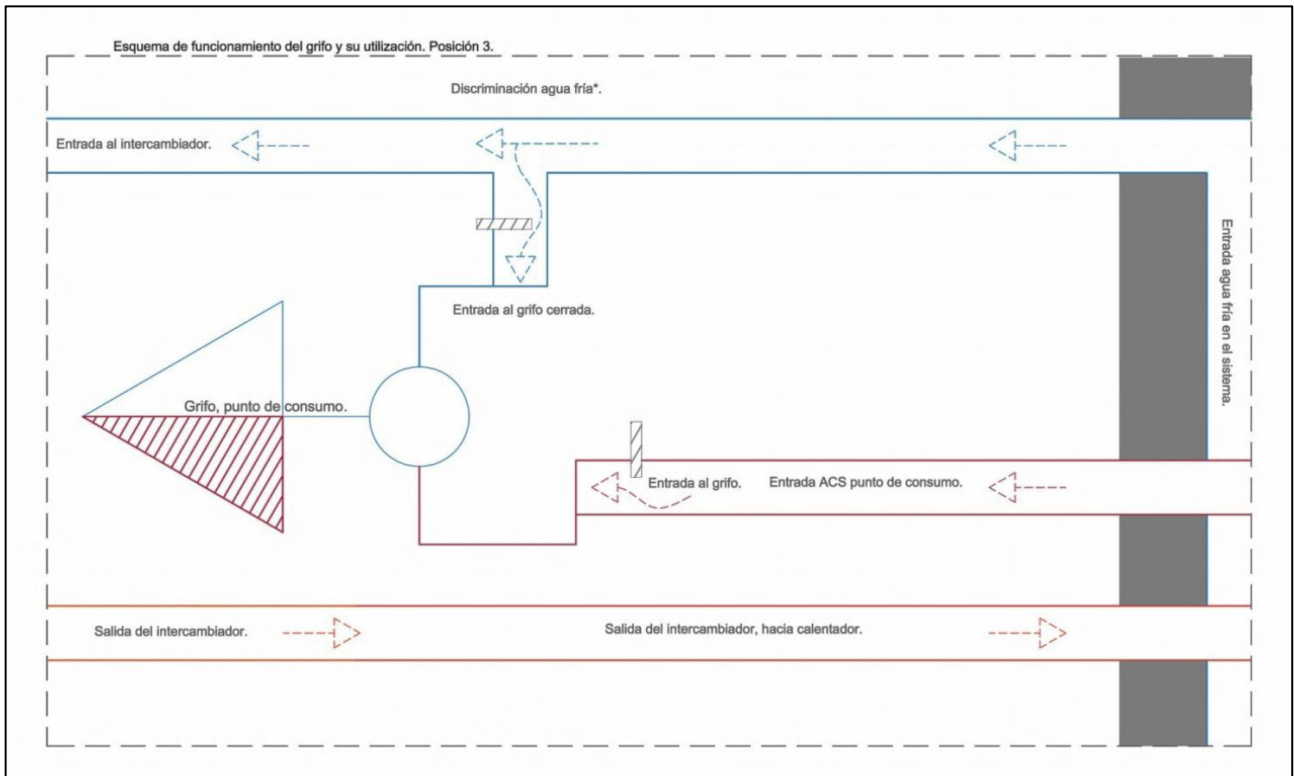 Esquema de funcionamiento del grifo y su utilización. Posición 3.
Discriminación agua fría*.
Entrada al intercambiador.
Entrada agua fría en el sistema.
Entrada al grifo cerrada.
Grifo, punto de consumo.
Entrada al grifo.
Entrada ACS punto de consumo.
Salida del intercambiador.
Salida del intercambiador, hacia calentador.